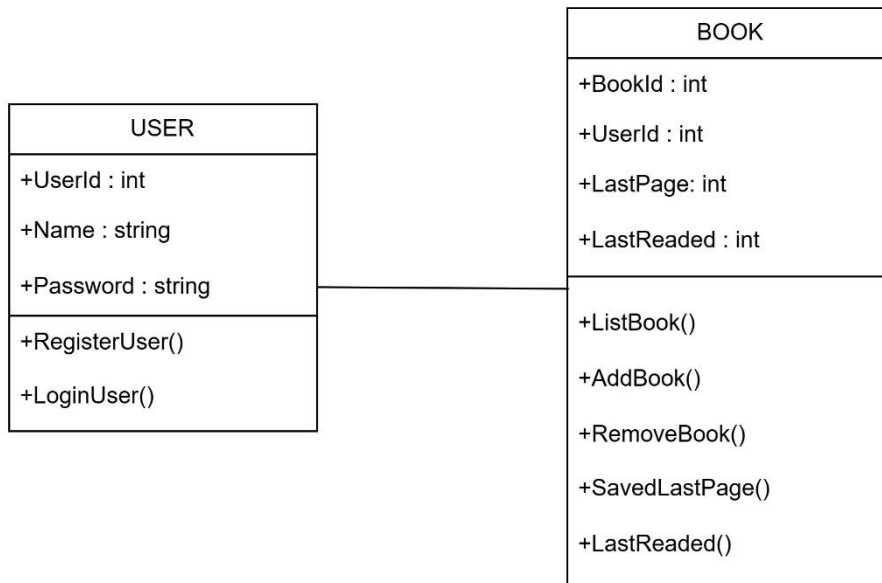 USER
+UserId : int
+Name : string
+Password : string
+RegisterUser()
+LoginUser()
BOOK
+BookId : int
+UserId : int
+LastPage: int
+LastReaded : int
+ListBook()
+AddBook()
+RemoveBook()
+SavedLastPage()
+LastReaded()